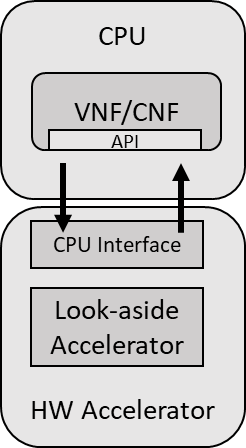 CPU
VNF/CNF
API
CPU Interface
Look-aside
Accelerator
HW Accelerator